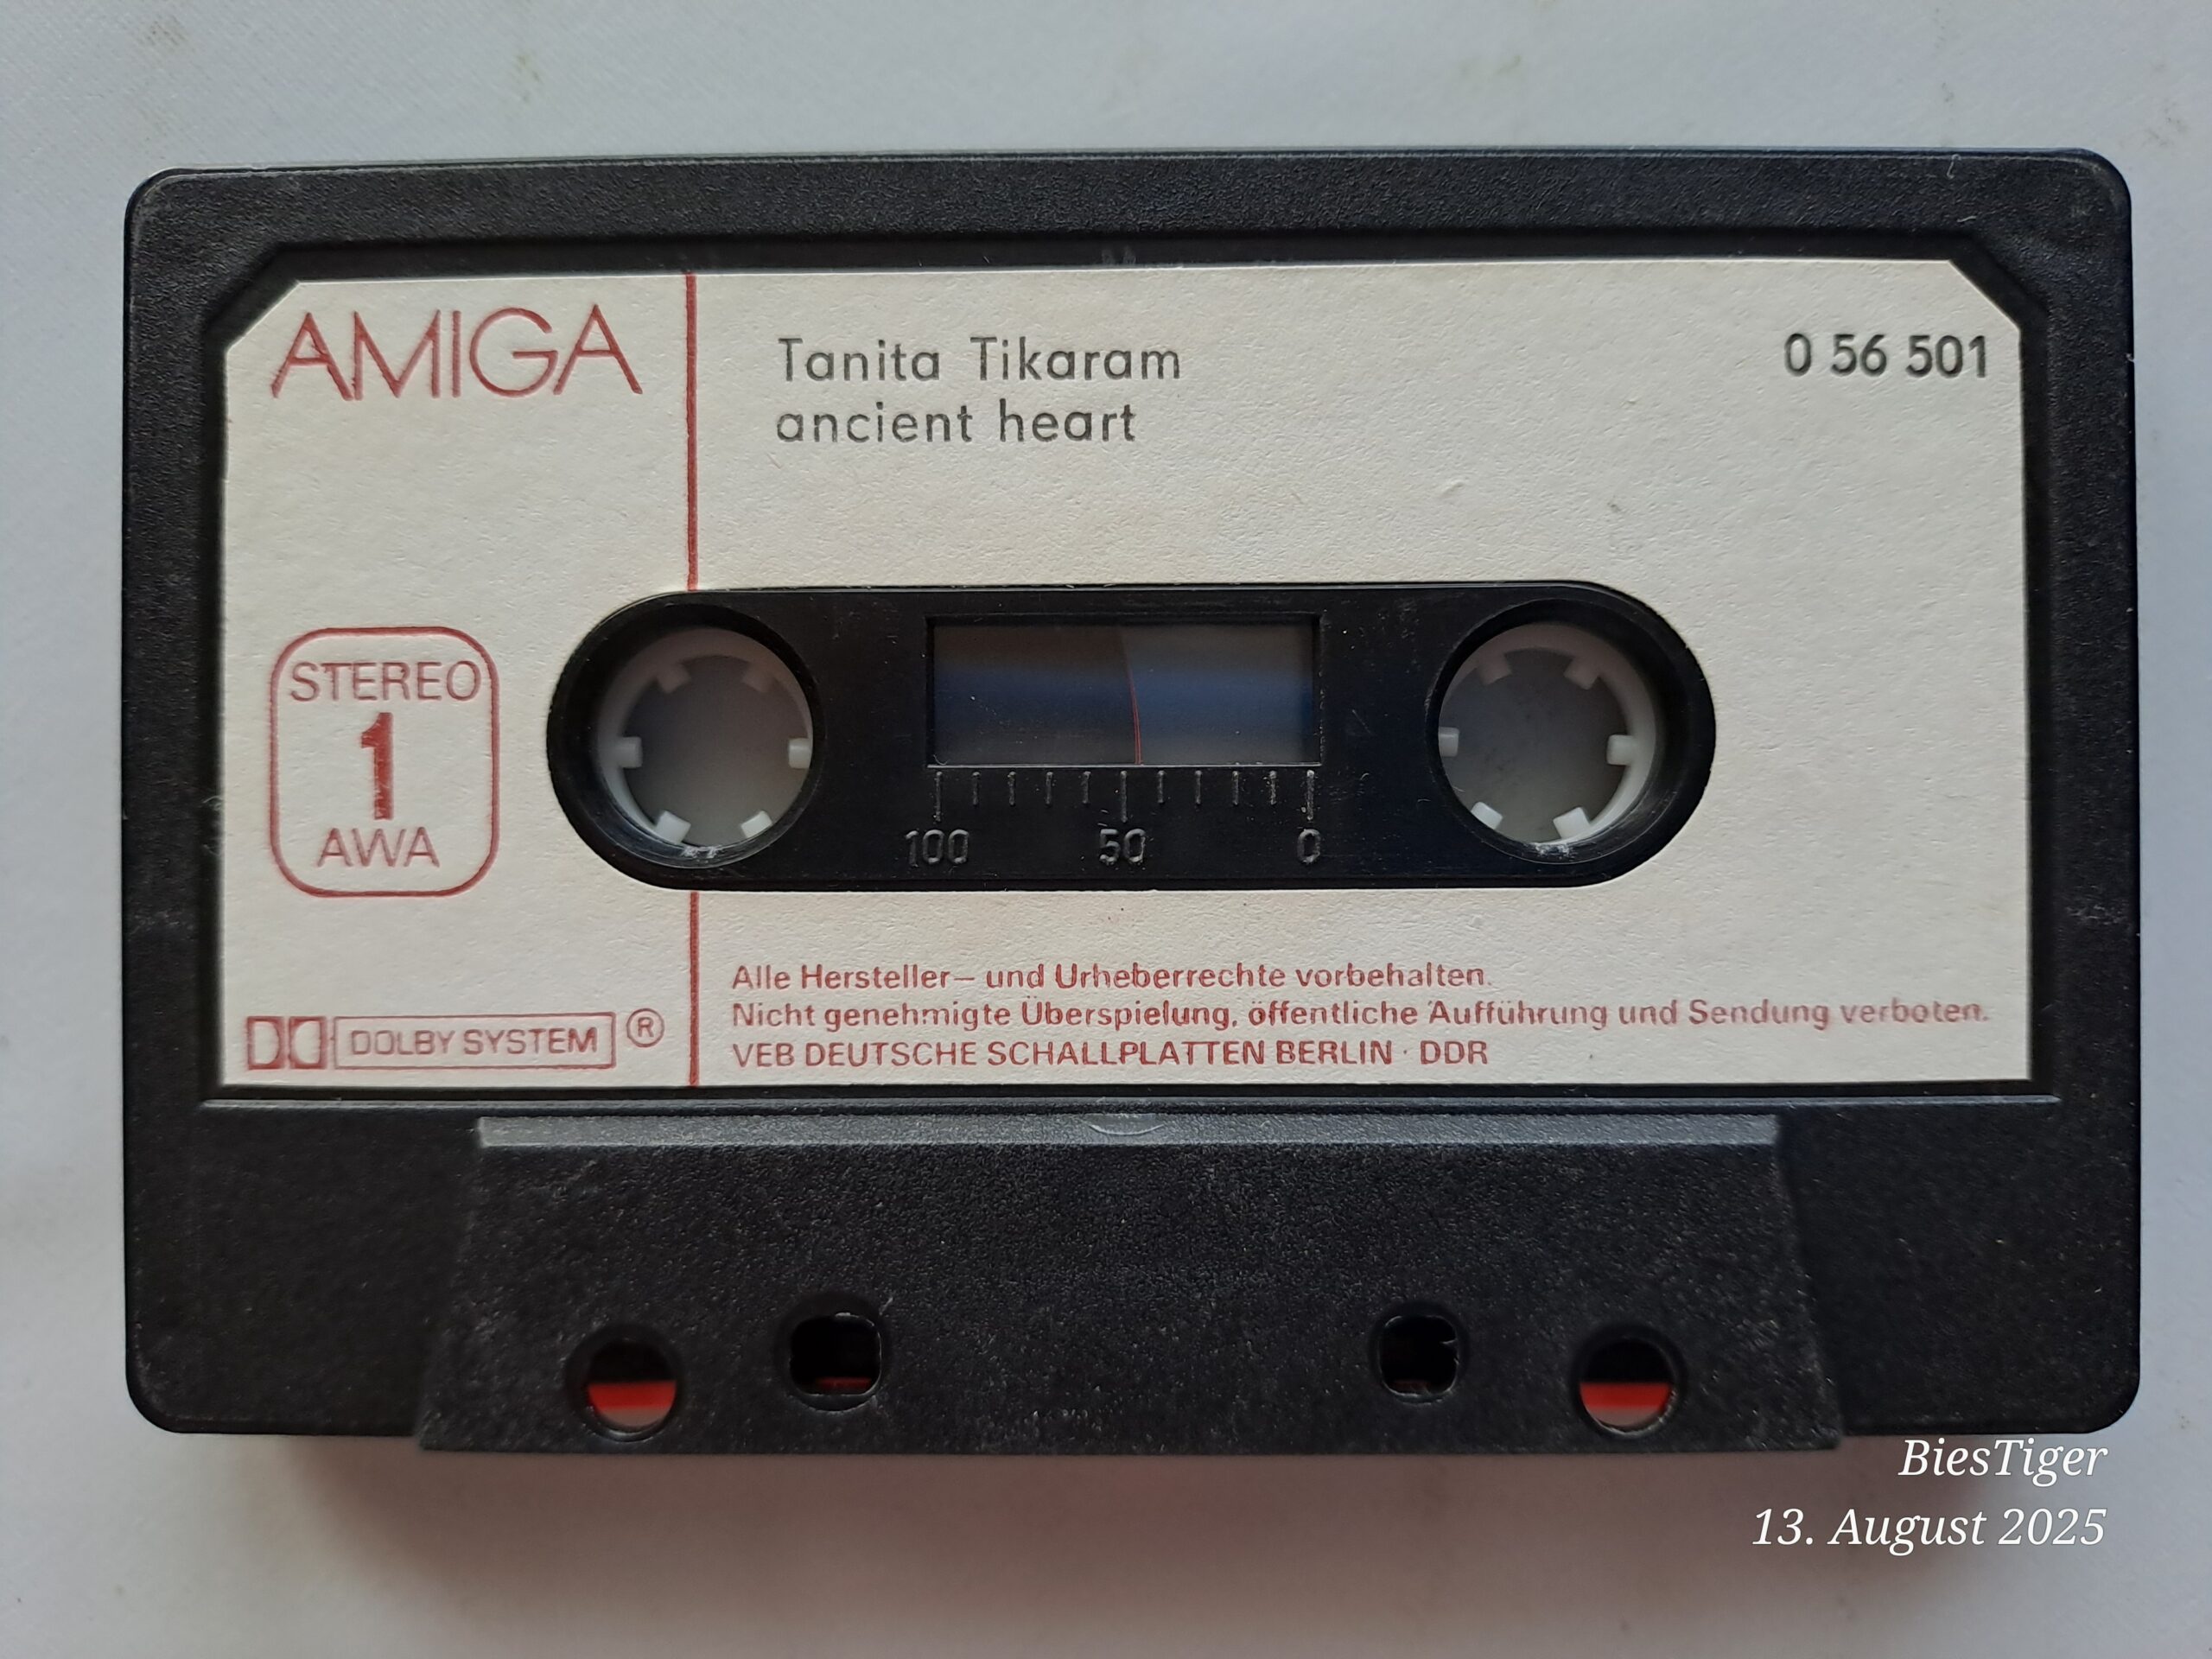 AMIGA
Tanita Tikaram
ancient heart
0 56 501
STEREO
1
AWA
100 50 0
DOLBY SYSTEM ®
Alle Hersteller– und Urheberrechte vorbehalten.
Nicht genehmigte Überspielung, öffentliche Aufführung und Sendung verboten.
VEB DEUTSCHE SCHALLPLATTEN BERLIN · DDR
BiesTiger
13. August 2025